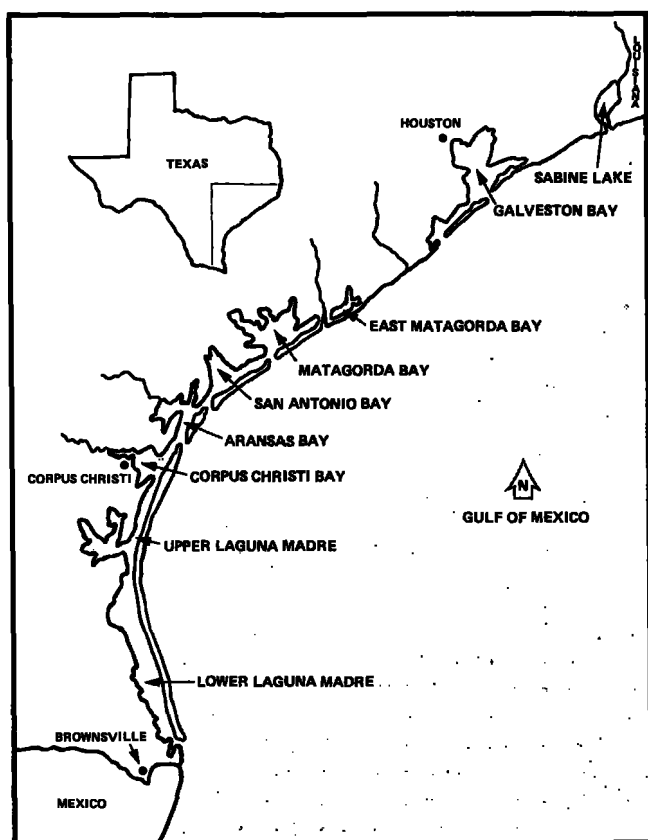 LOUISIANA
HOUSTON
TEXAS
SABINE LAKE
GALVESTON BAY
EAST MATAGORDA BAY
MATAGORDA BAY
SAN ANTONIO BAY
ARANSAS BAY
CORPUS CHRISTI
CORPUS CHRISTI BAY
N
GULF OF MEXICO
UPPER LAGUNA MADRE
LOWER LAGUNA MADRE
BROWNSVILLE
MEXICO